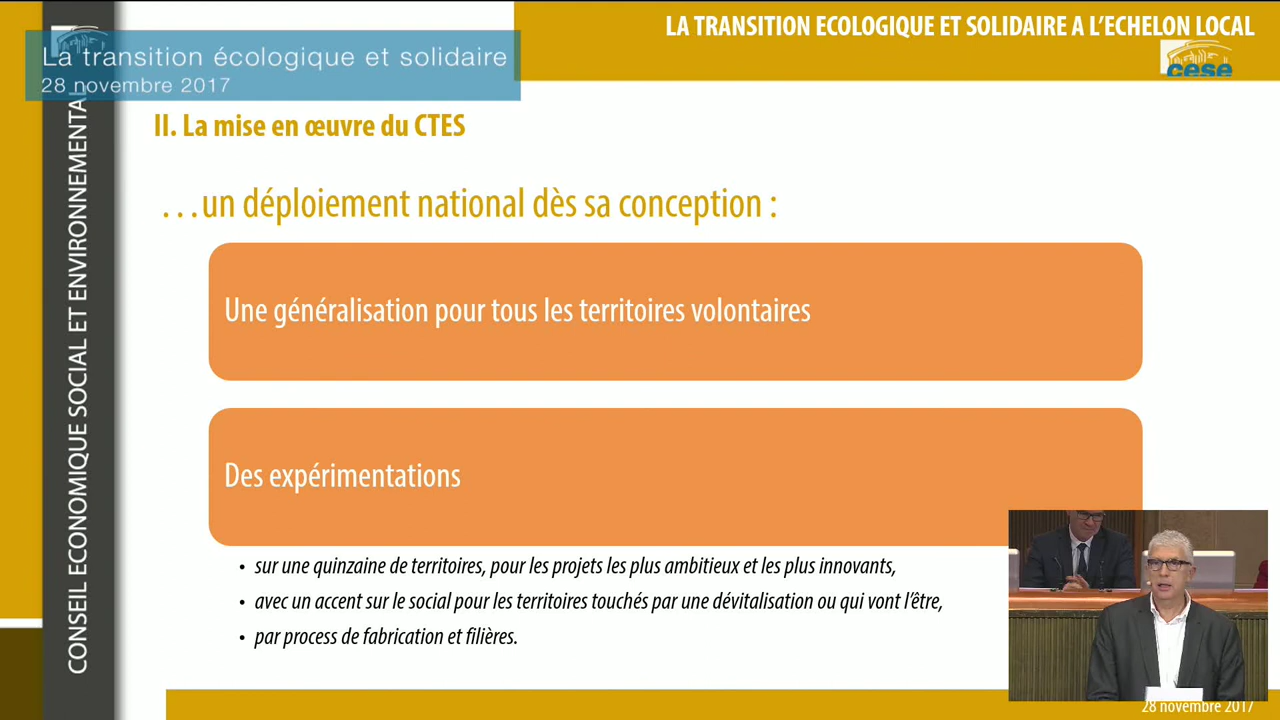 LA TRANSITION ECOLOGIQUE ET SOLIDAIRE A L'ECHELON LOCAL
cese
La transition écologique et solidaire
28 novembre 2017
CONSEIL ECONOMIQUE SOCIAL ET ENVIRONNEMENTAL
II. La mise en œuvre du CTES
…un déploiement national dès sa conception :
Une généralisation pour tous les territoires volontaires
Des expérimentations
• sur une quinzaine de territoires, pour les projets les plus ambitieux et les plus innovants,
• avec un accent sur le social pour les territoires touchés par une dévitalisation ou qui vont l'être,
• par process de fabrication et filières.
28 novembre 2017